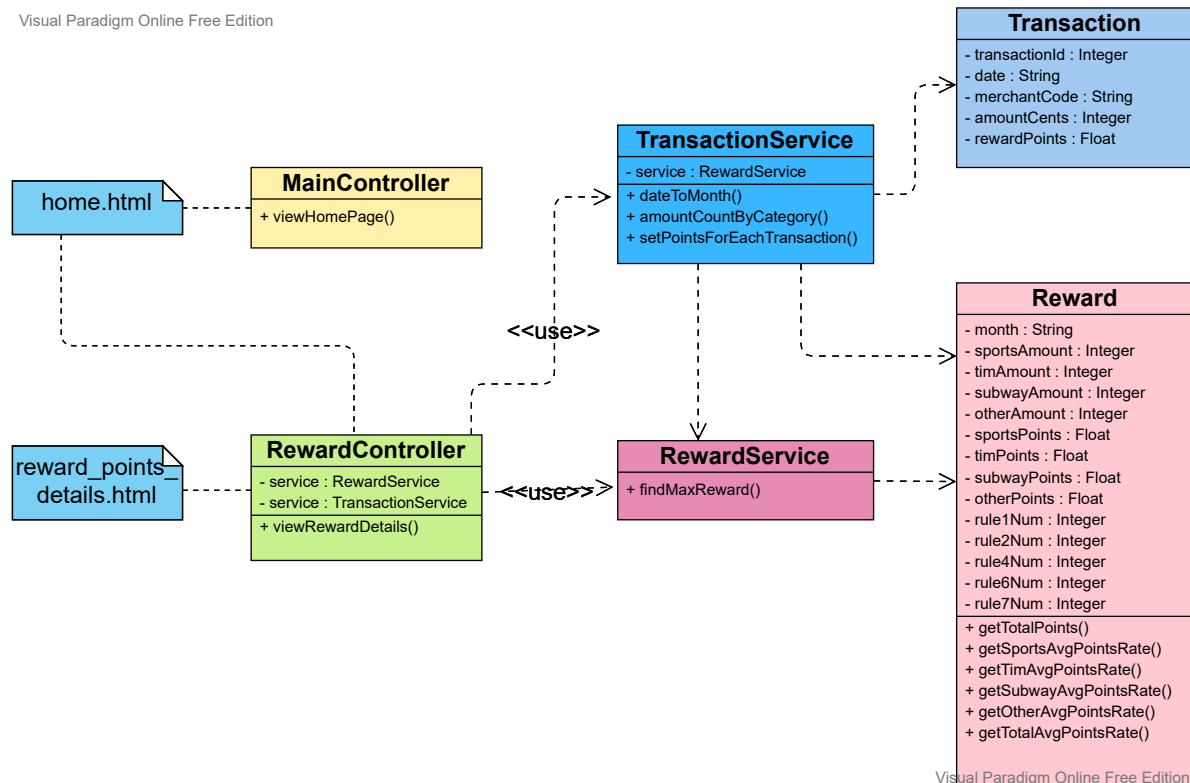 Visual Paradigm Online Free Edition
Transaction
- transactionId : Integer
- date : String
- merchantCode : String
- amountCents : Integer
- rewardPoints : Float
TransactionService
- service : RewardService
+ dateToMonth()
+ amountCountByCategory()
+ setPointsForEachTransaction()
home.html
MainController
+ viewHomePage()
<<use>>
Reward
- month : String
- sportsAmount : Integer
- timAmount : Integer
- subwayAmount : Integer
- otherAmount : Integer
- sportsPoints : Float
- timPoints : Float
- subwayPoints : Float
- otherPoints : Float
- rule1Num : Integer
- rule2Num : Integer
- rule4Num : Integer
- rule6Num : Integer
- rule7Num : Integer
+ getTotalPoints()
+ getSportsAvgPointsRate()
+ getTimAvgPointsRate()
+ getSubwayAvgPointsRate()
+ getOtherAvgPointsRate()
+ getTotalAvgPointsRate()
reward_points_
details.html
RewardController
- service : RewardService
- service : TransactionService
+ viewRewardDetails()
<<use>>
RewardService
+ findMaxReward()
Visual Paradigm Online Free Edition